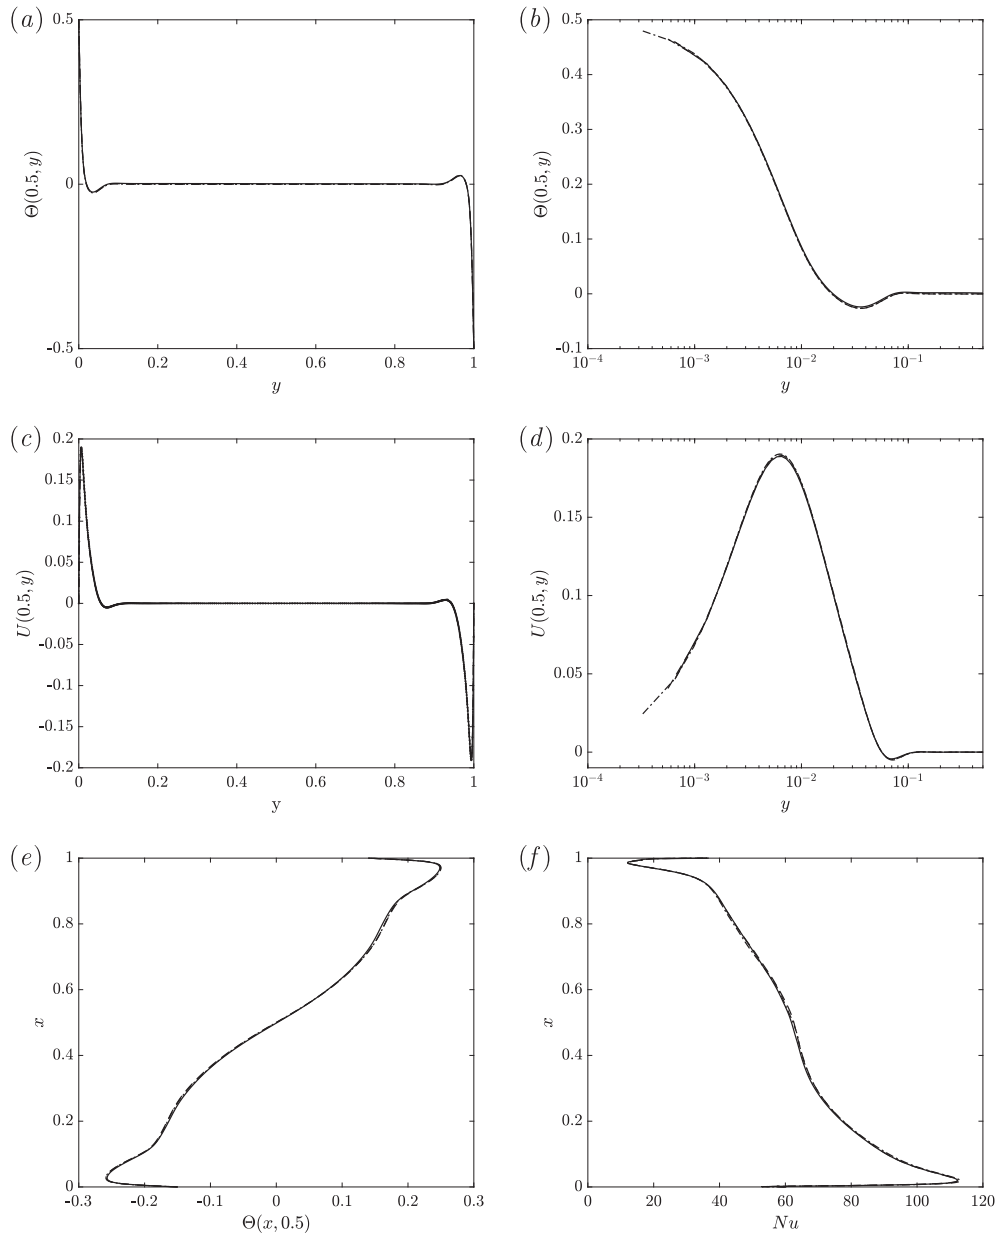 (a)
0.5
0
-0.5
Θ(0.5, y)
0 0.2 0.4 0.6 0.8 1
y
(b)
0.5
0.4
0.3
0.2
0.1
0
-0.1
Θ(0.5, y)
10⁻⁴ 10⁻³ 10⁻² 10⁻¹
y
(c)
0.2
0.15
0.1
0.05
0
-0.05
-0.1
-0.15
-0.2
U(0.5, y)
0 0.2 0.4 0.6 0.8 1
y
(d)
0.2
0.15
0.1
0.05
0
U(0.5, y)
10⁻⁴ 10⁻³ 10⁻² 10⁻¹
y
(e)
1
0.8
0.6
0.4
0.2
0
x
-0.3 -0.2 -0.1 0 0.1 0.2 0.3
Θ(x, 0.5)
(f)
1
0.8
0.6
0.4
0.2
0
x
0 20 40 60 80 100 120
Nu